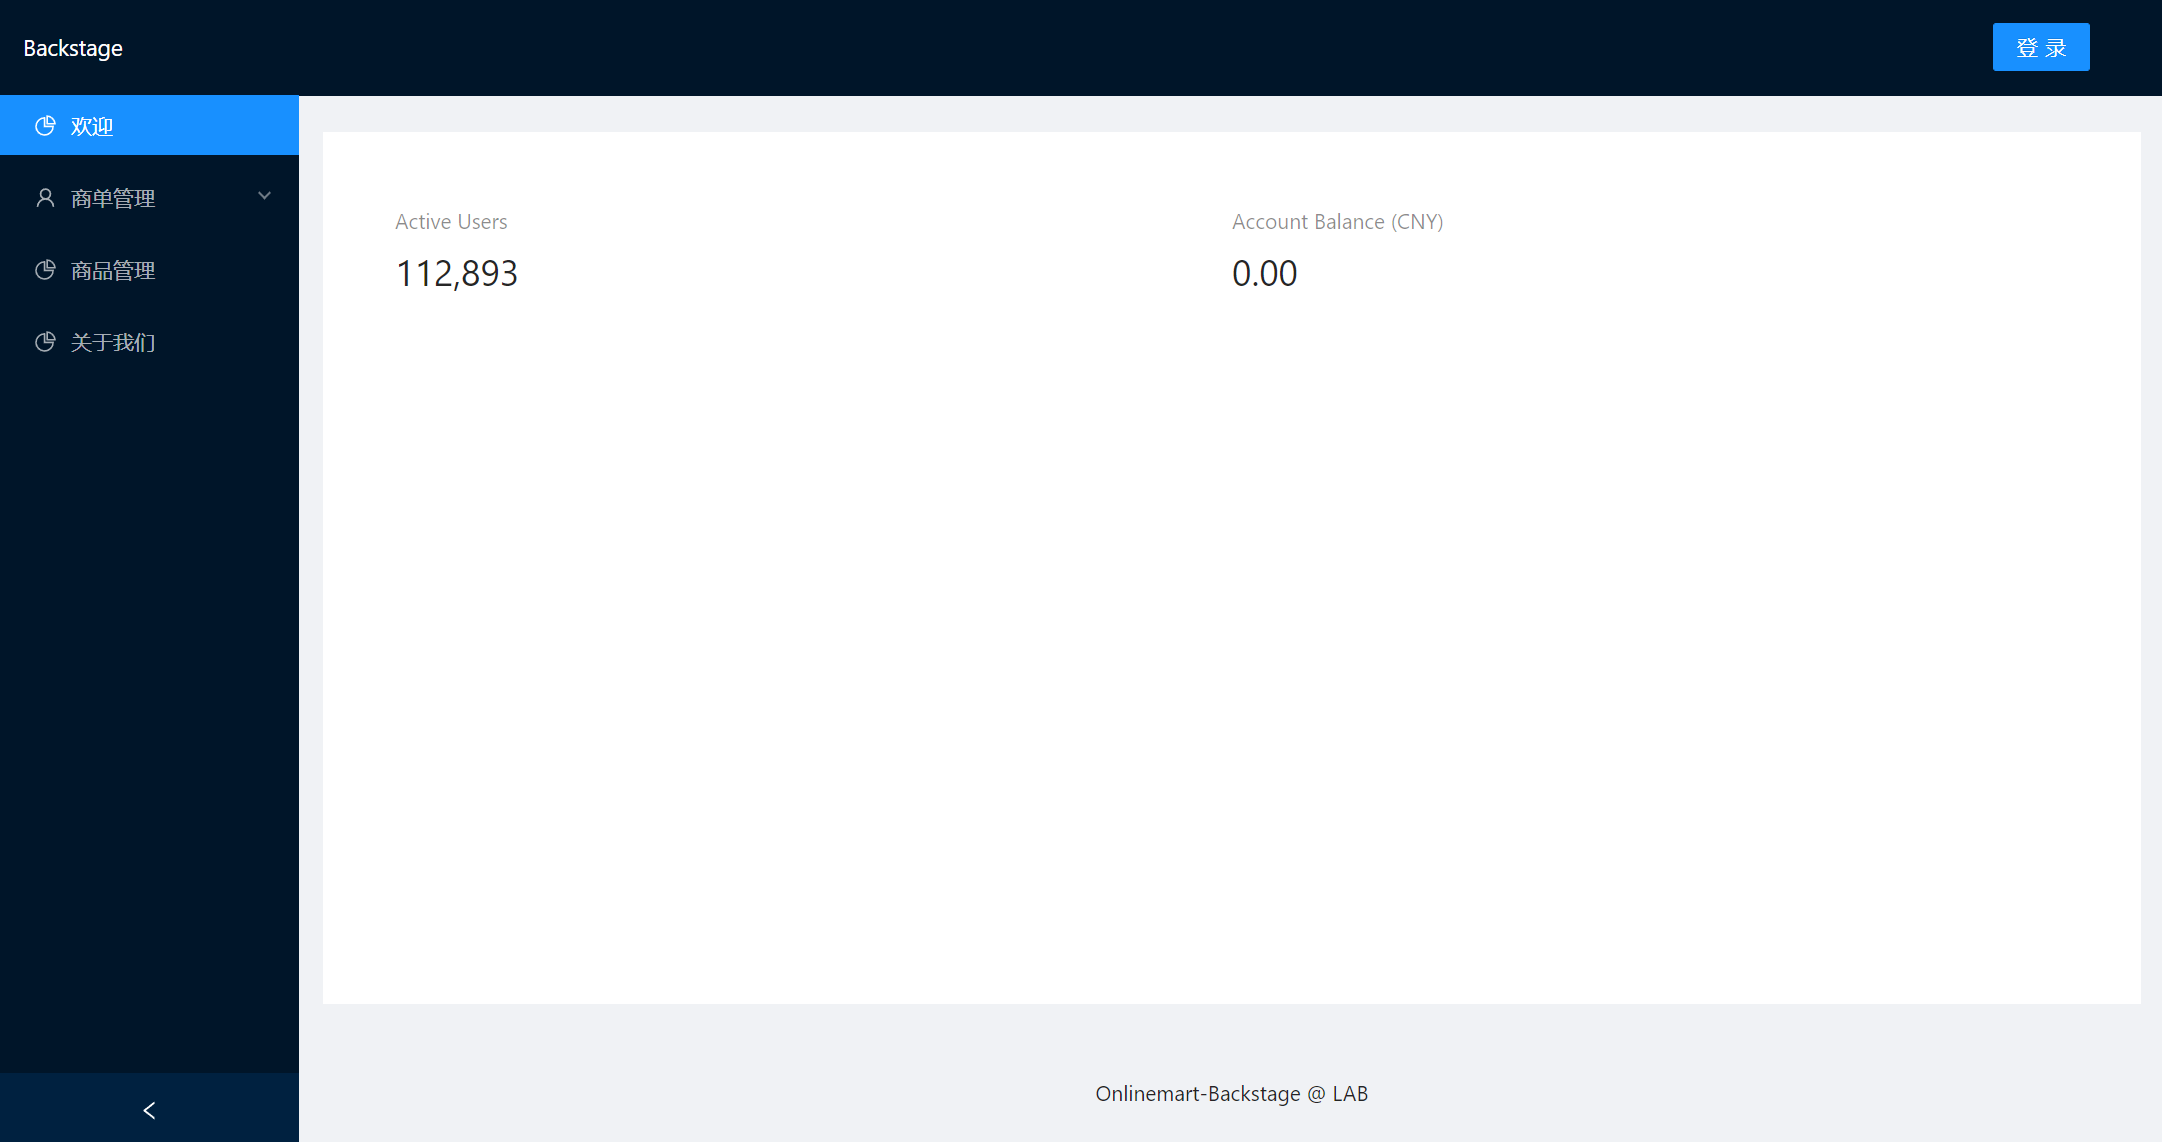 Backstage
登 录
欢迎
商单管理
商品管理
关于我们
Active Users
112,893
Account Balance (CNY)
0.00
Onlinemart-Backstage @ LAB